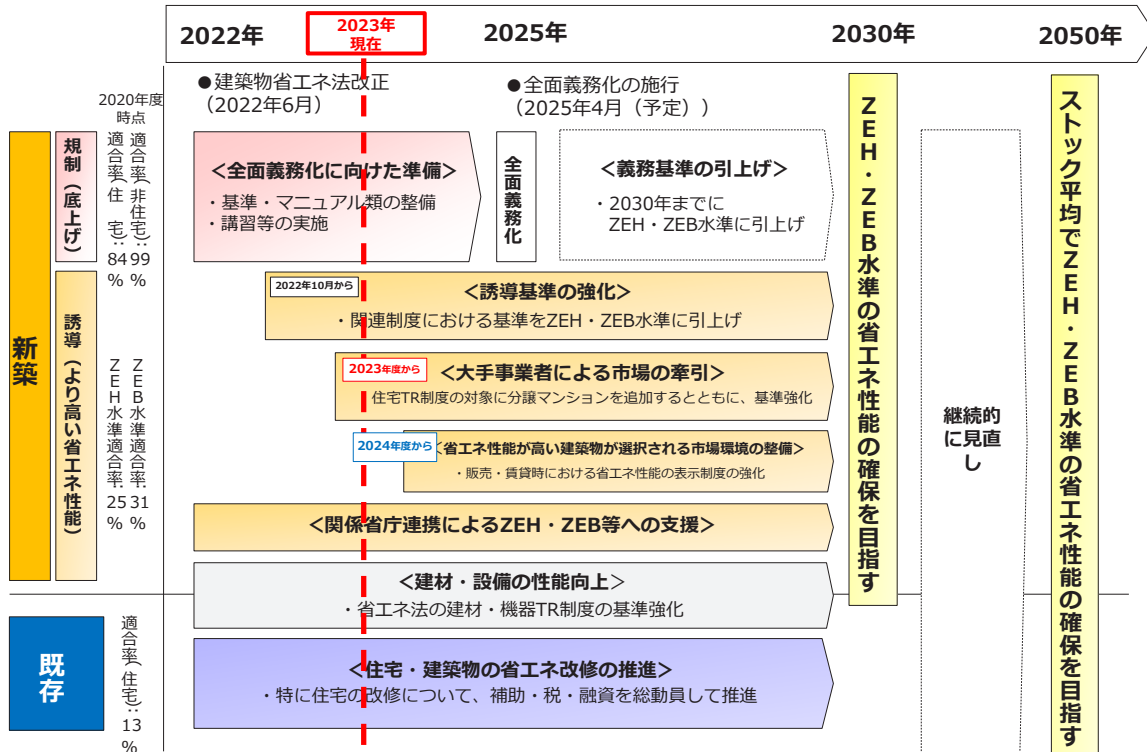 2022年
2023年
現在
2025年
2030年
2050年
●建築物省エネ法改正
（2022年6月）
●全面義務化の施行
（2025年4月（予定））
2020年度
時点
新築
規制（底上げ）
適合率（住　宅）：84%
適合率（非住宅）：99%
＜全面義務化に向けた準備＞
・基準・マニュアル類の整備
・講習等の実施
全面義務化
＜義務基準の引上げ＞
・2030年までに
ZEH・ZEB水準に引上げ
誘導（より高い省エネ性能）
ZEH水準適合率：25%
ZEB水準適合率：31%
2022年10月から
＜誘導基準の強化＞
・関連制度における基準をZEH・ZEB水準に引上げ
2023年度から
＜大手事業者による市場の牽引＞
・住宅TR制度の対象に分譲マンションを追加するとともに、基準強化
2024年度から
＜省エネ性能が高い建築物が選択される市場環境の整備＞
・販売・賃貸時における省エネ性能の表示制度の強化
＜関係省庁連携によるZEH・ZEB等への支援＞
＜建材・設備の性能向上＞
・省エネ法の建材・機器TR制度の基準強化
既存
適合率（住宅）：13%
＜住宅・建築物の省エネ改修の推進＞
・特に住宅の改修について、補助・税・融資を総動員して推進
ZEH・ZEB水準の省エネ性能の確保を目指す
継続的
に見直
し
ストック平均でZEH・ZEB水準の省エネ性能の確保を目指す